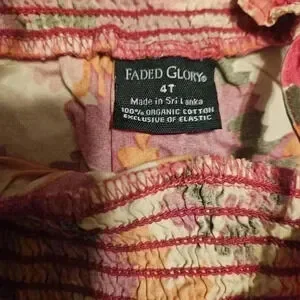 FADED GLORY®
4T
Made in Sri Lanka
100% ORGANIC COTTON
EXCLUSIVE OF ELASTIC